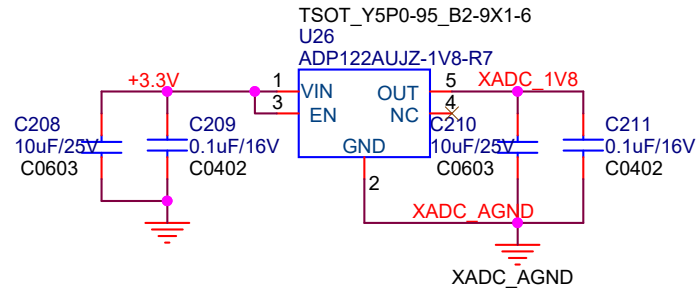 TSOT_Y5P0-95_B2-9X1-6
U26
ADP122AUJZ-1V8-R7
+3.3V
1
VIN
OUT
5
XADC_1V8
3
EN
NC
4
GND
2
C208
10uF/25V
C0603
C209
0.1uF/16V
C0402
C210
10uF/25V
C0603
C211
0.1uF/16V
C0402
XADC_AGND
XADC_AGND